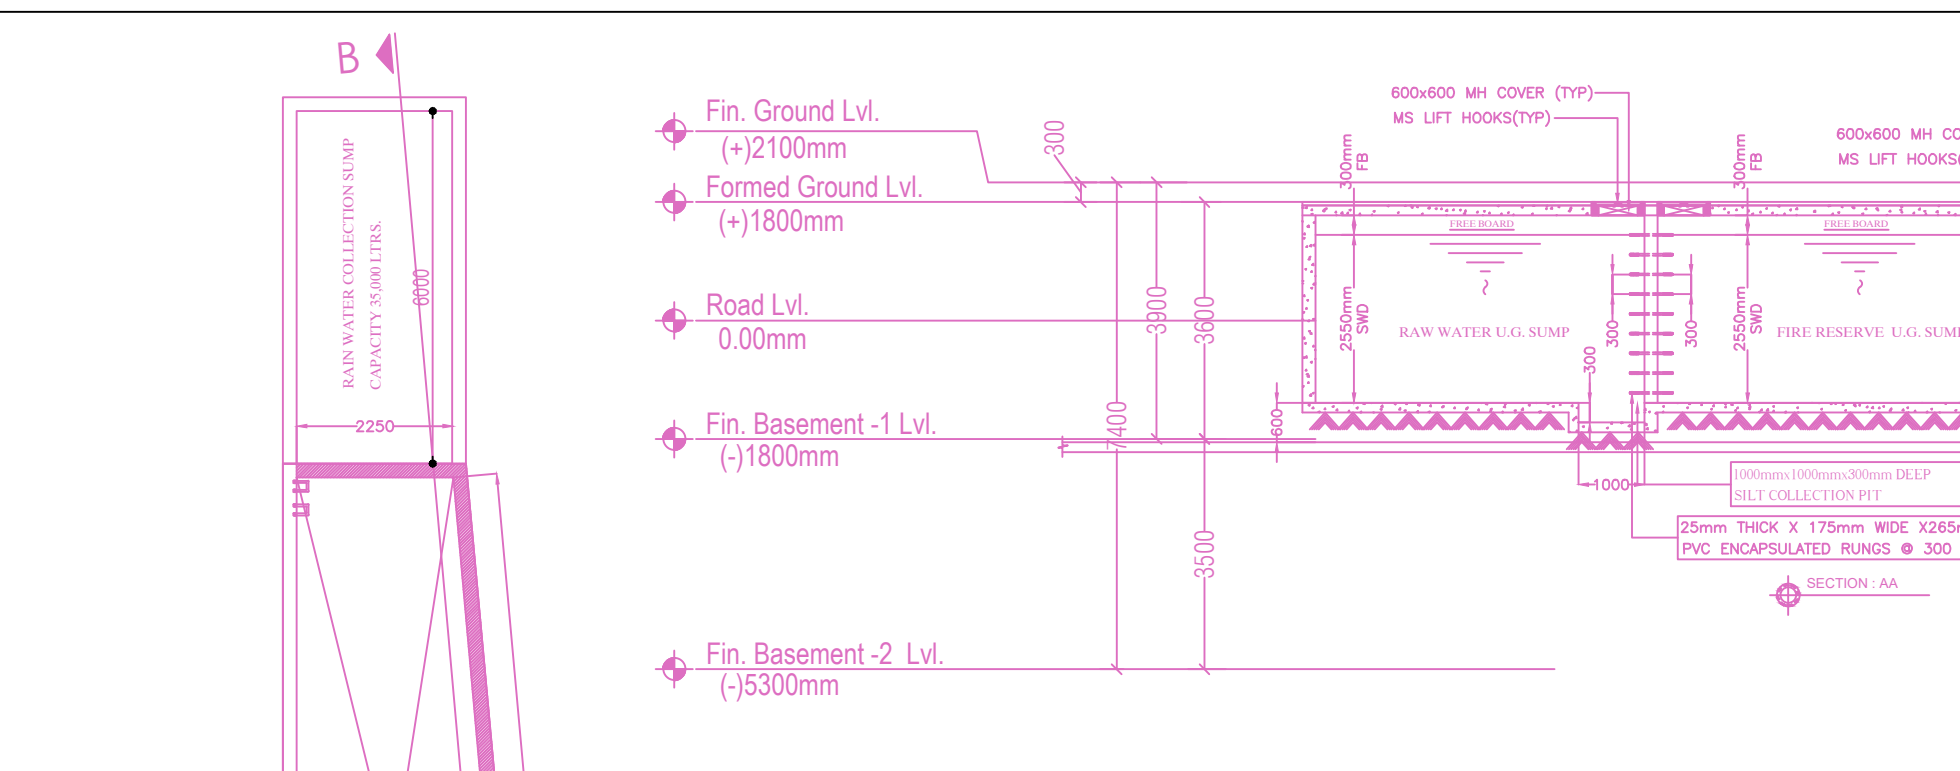 B
RAIN WATER COLLECTION SUMP
CAPACITY 35,000 LTRS.
6000
2250
Fin. Ground Lvl.
(+)2100mm
Formed Ground Lvl.
(+)1800mm
Road Lvl.
0.00mm
Fin. Basement -1 Lvl.
(-)1800mm
Fin. Basement -2 Lvl.
(-)5300mm
300
3900
3600
7400
3500
600
600x600 MH COVER (TYP)
MS LIFT HOOKS(TYP)
300mm
FB
FREE BOARD
2550mm
SWD
RAW WATER U.G. SUMP
300
300
300
1000
600x600 MH CO
MS LIFT HOOKS(
300mm
FB
FREE BOARD
2550mm
SWD
FIRE RESERVE U.G. SUMP
1000mmx1000mmx300mm DEEP
SILT COLLECTION PIT
25mm THICK X 175mm WIDE X265m
PVC ENCAPSULATED RUNGS @ 300
SECTION : AA